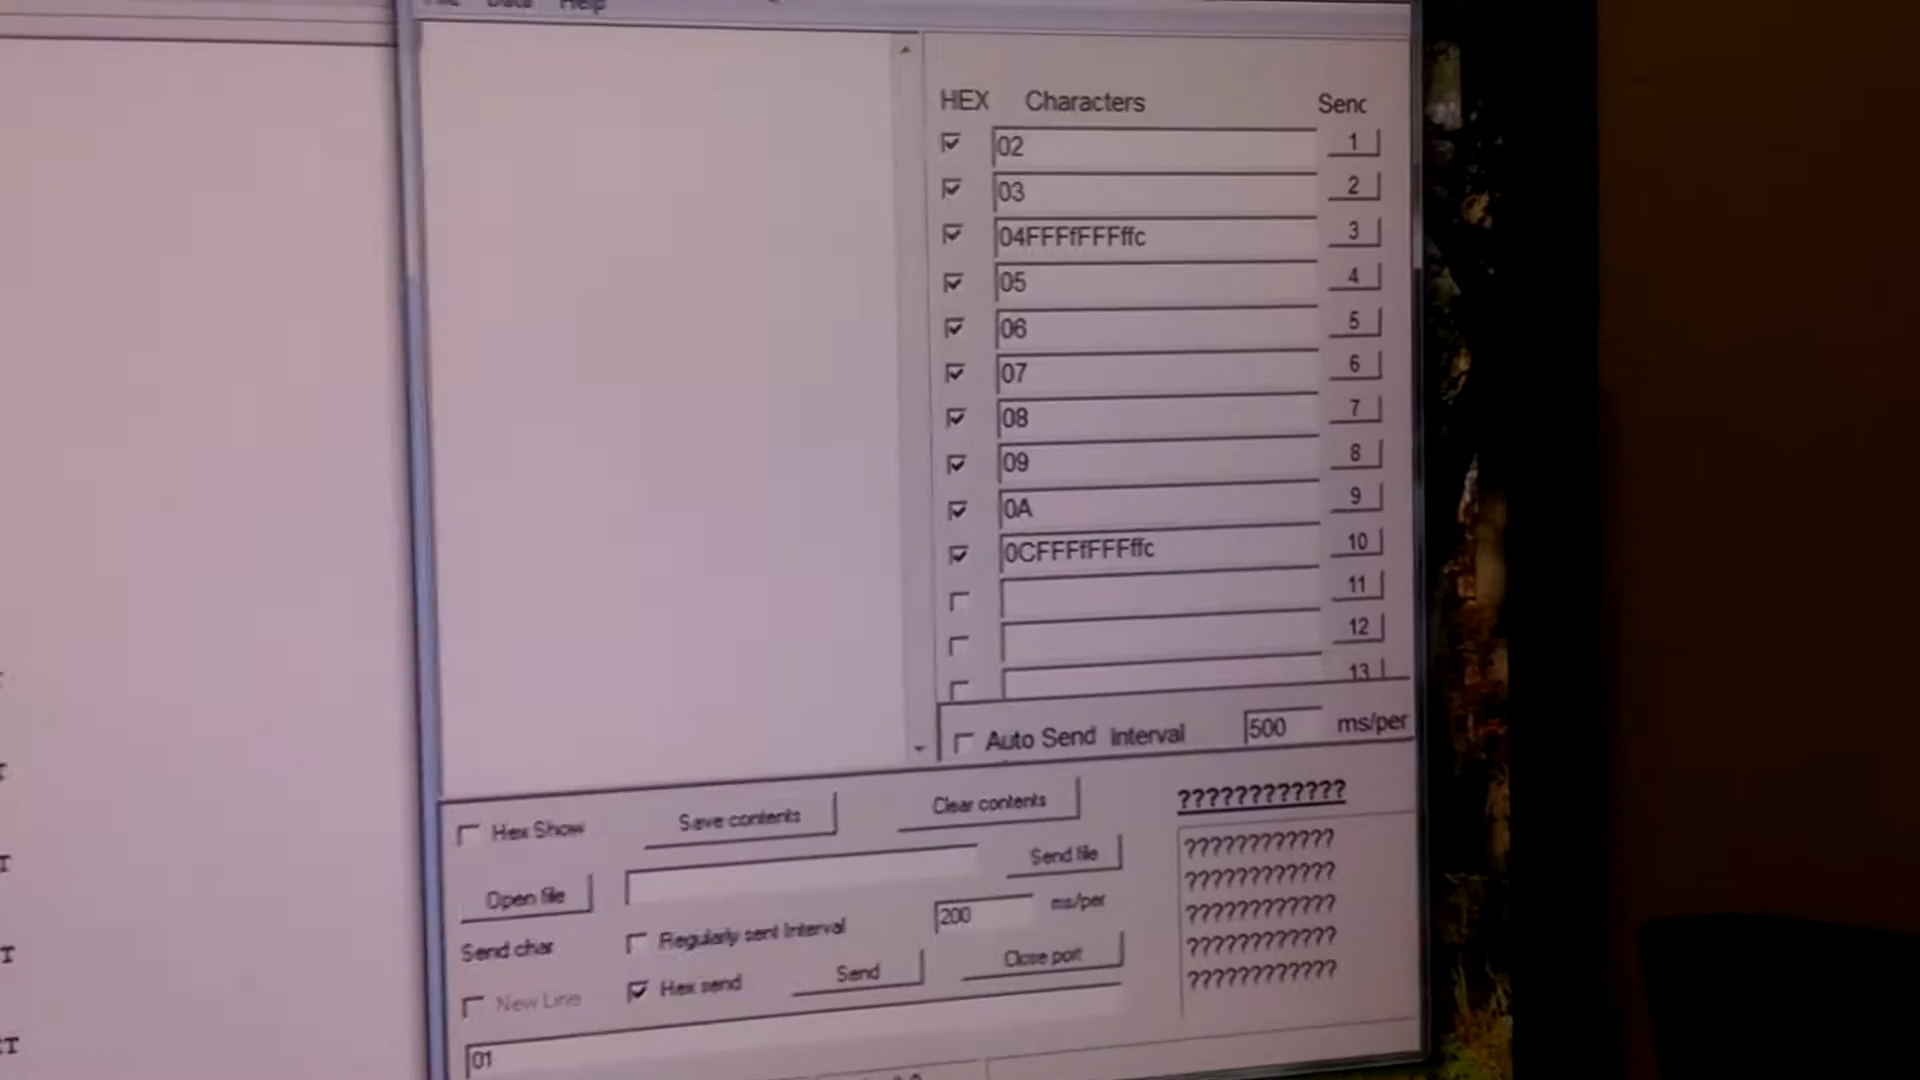 Data Help
HEX Characters Senc
02 1
03 2
04FFFfFFFffc 3
05 4
06 5
07 6
08 7
09 8
0A 9
0CFFFfFFFffc 10
11
12
13
Auto Send Interval 500 ms/per
Hex Show Save contents Clear contents
????????????
Open file Send file
????????????
????????????
????????????
????????????
????????????
Send char Regularly sent Interval 200 ms/per
New Line Hex send Send Close port
01